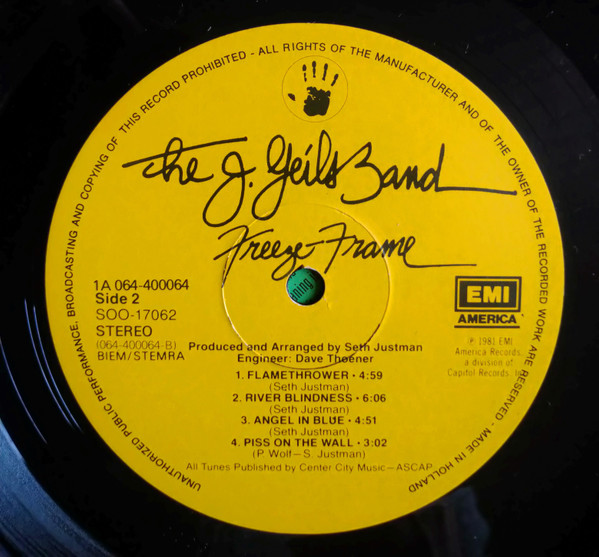 UNAUTHORIZED PUBLIC PERFORMANCE, BROADCASTING AND COPYING OF THIS RECORD PROHIBITED - ALL RIGHTS OF THE MANUFACTURER AND OF THE OWNER OF THE RECORDED WORK ARE RESERVED - MADE IN HOLLAND
The J. Geils Band
Freeze-Frame
1A 064-400064
Side 2
SOO-17062
STEREO
(064-400064-B)
BIEM/STEMRA
EMI
AMERICA
℗ 1981 EMI
America Records,
a division of
Capitol Records,
Produced and Arranged by Seth Justman
Engineer: Dave Thoener
1. FLAMETHROWER • 4:59
(Seth Justman)
2. RIVER BLINDNESS • 6:06
(Seth Justman)
3. ANGEL IN BLUE • 4:51
(Seth Justman)
4. PISS ON THE WALL • 3:02
(P. Wolf—S. Justman)
All Tunes Published by Center City Music—ASCAP